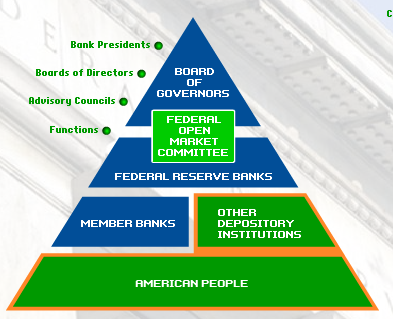 C
Bank Presidents
Boards of Directors
Advisory Councils
Functions
BOARD
OF
GOVERNORS
FEDERAL
OPEN
MARKET
COMMITTEE
FEDERAL RESERVE BANKS
MEMBER BANKS
OTHER
DEPOSITORY
INSTITUTIONS
AMERICAN PEOPLE